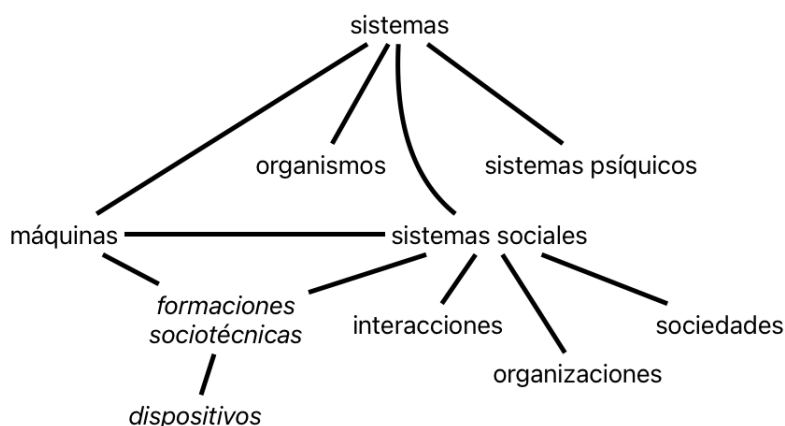 sistemas
organismos
sistemas psíquicos
máquinas
sistemas sociales
formaciones
sociotécnicas
interacciones
sociedades
organizaciones
dispositivos